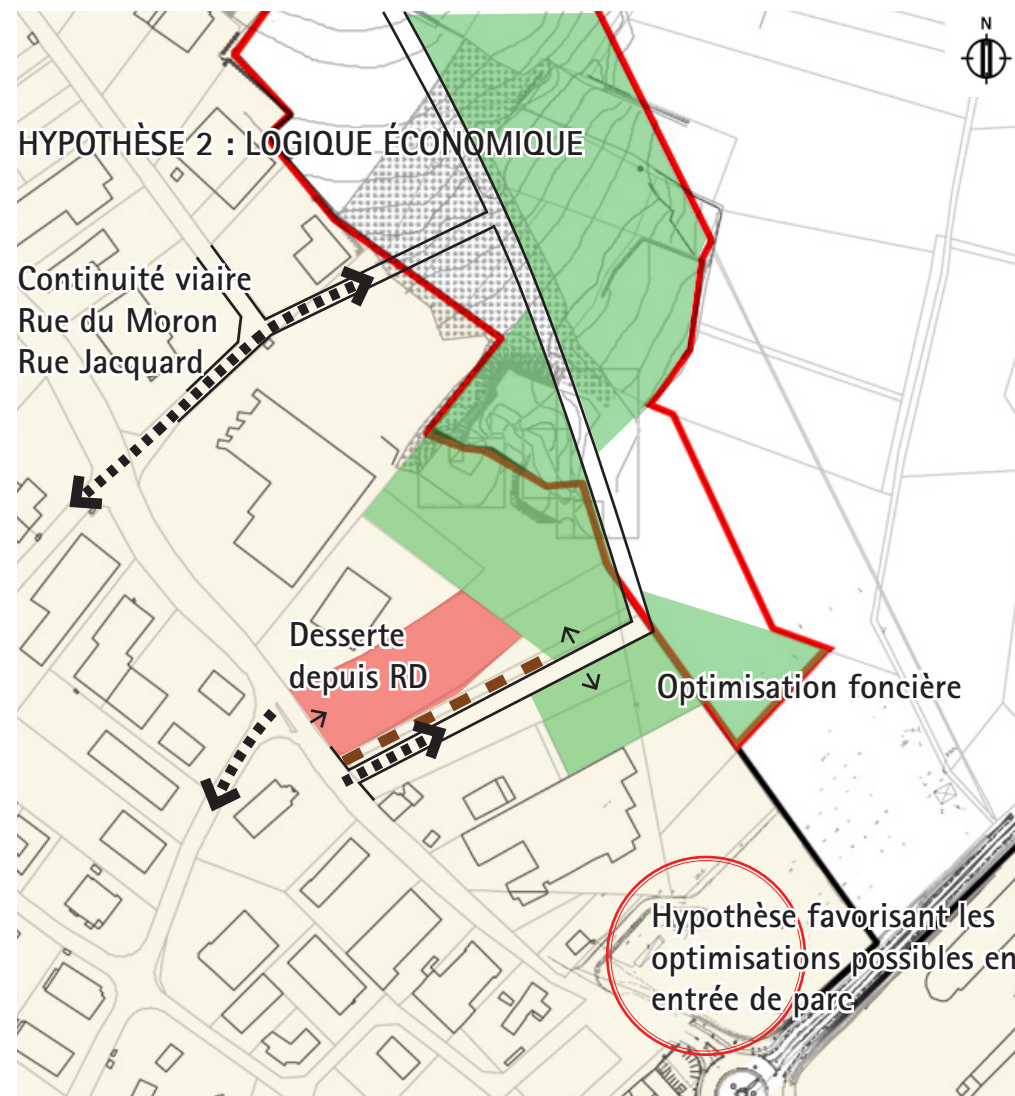 N
HYPOTHÈSE 2 : LOGIQUE ÉCONOMIQUE
Continuité viaire
Rue du Moron
Rue Jacquard
Desserte
depuis RD
Optimisation foncière
Hypothèse favorisant les
optimisations possibles en
entrée de parc